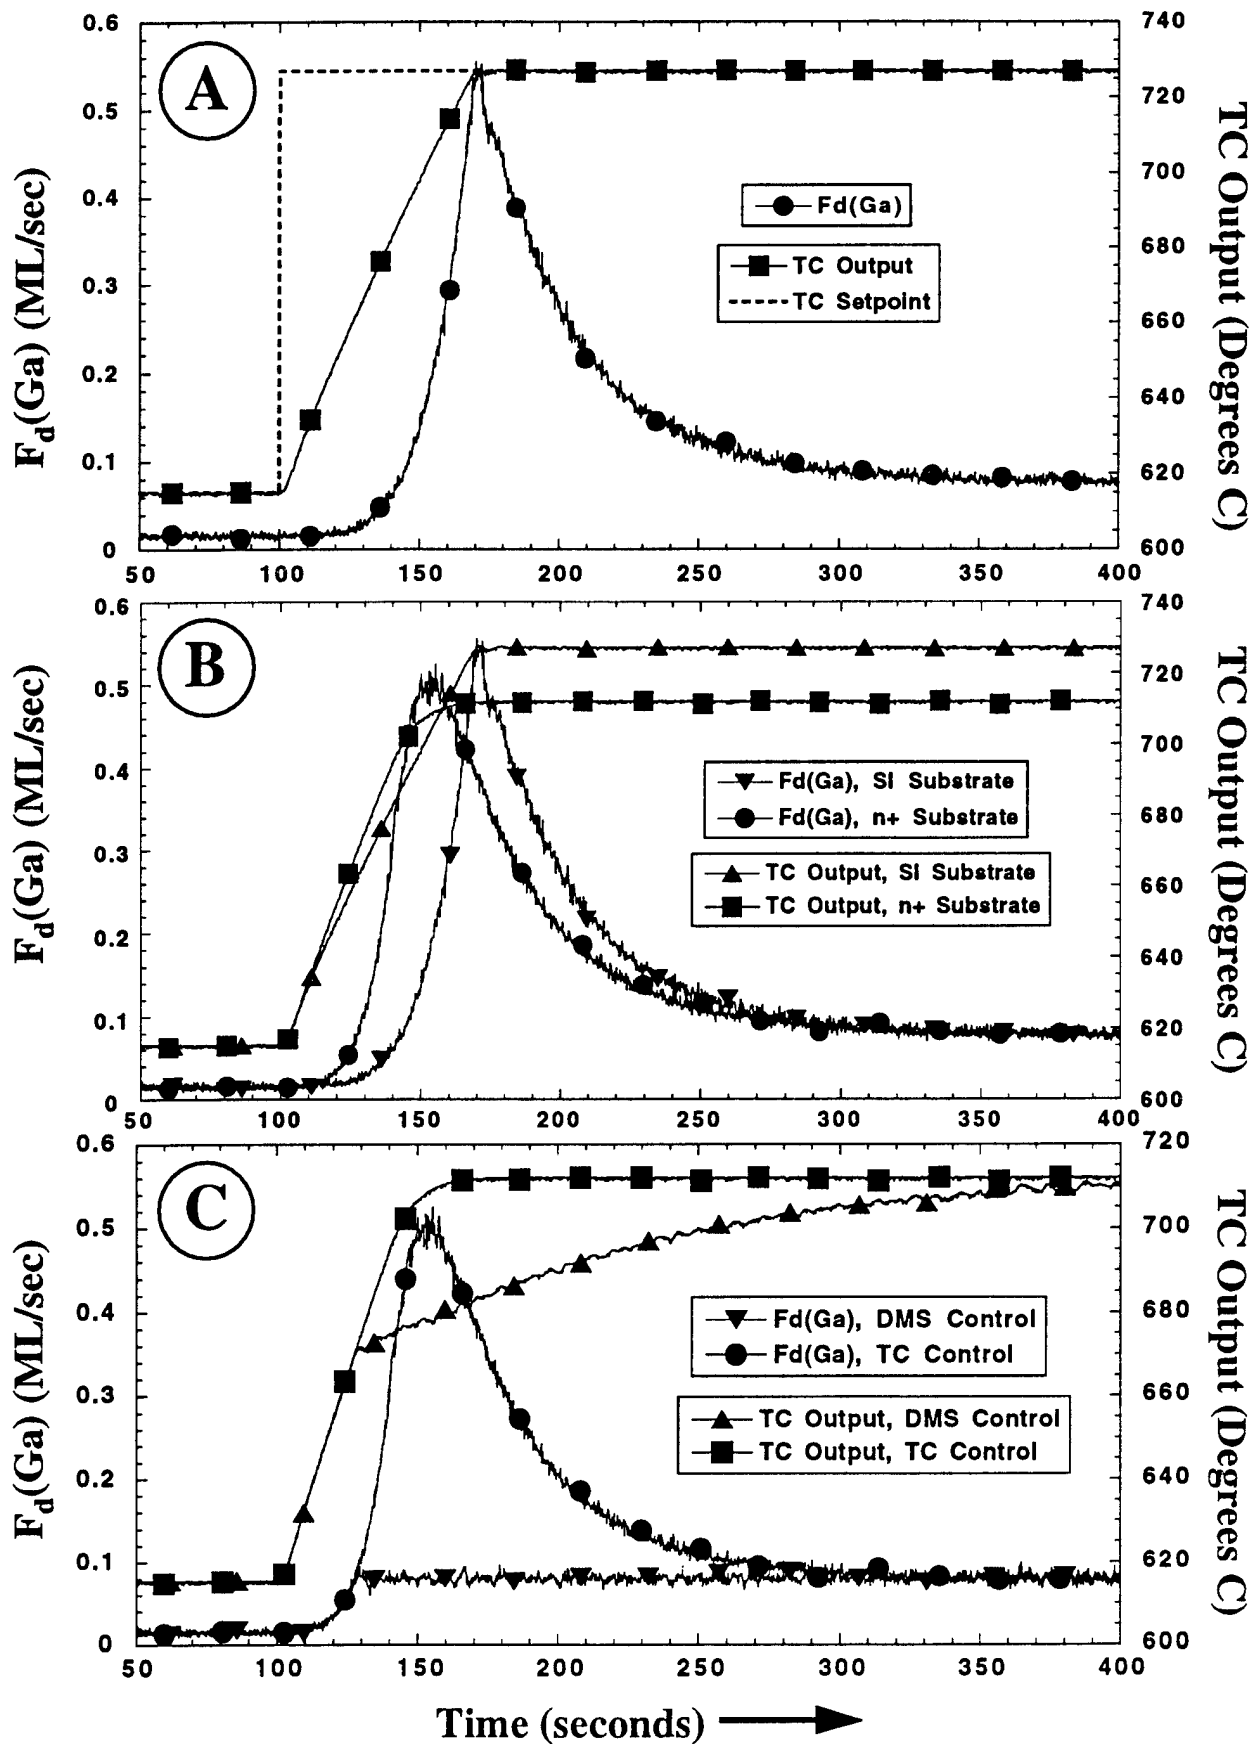 A
F_d(Ga) (ML/sec)
0.6
0.5
0.4
0.3
0.2
0.1
0
Fd(Ga)
TC Output
TC Setpoint
740
720
700
680
660
640
620
600
TC Output (Degrees C)
50 100 150 200 250 300 350 400
B
F_d(Ga) (ML/sec)
0.6
0.5
0.4
0.3
0.2
0.1
0
Fd(Ga), SI Substrate
Fd(Ga), n+ Substrate
TC Output, SI Substrate
TC Output, n+ Substrate
740
720
700
680
660
640
620
600
TC Output (Degrees C)
50 100 150 200 250 300 350 400
C
F_d(Ga) (ML/sec)
0.6
0.5
0.4
0.3
0.2
0.1
0
Fd(Ga), DMS Control
Fd(Ga), TC Control
TC Output, DMS Control
TC Output, TC Control
720
700
680
660
640
620
600
TC Output (Degrees C)
50 100 150 200 250 300 350 400
Time (seconds)